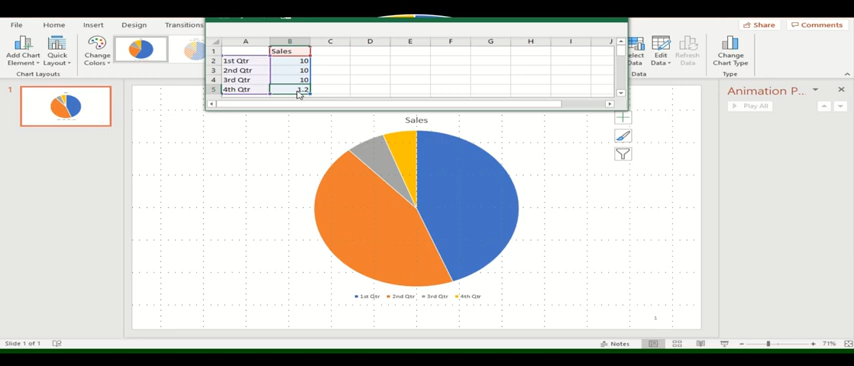 File Home Insert Design Transitions
Share Comments
Add Chart Element
Quick Layout
Change Colors
Chart Layouts
Edit Data
Refresh Data
Data
Change Chart Type
Type
A B C D E F G H I J
1 Sales
2 1st Qtr 10
3 2nd Qtr 10
4 3rd Qtr 10
5 4th Qtr 1.2
1
Animation P...
Play All
Sales
1st Qtr 2nd Qtr 3rd Qtr 4th Qtr
Slide 1 of 1
Notes
71%